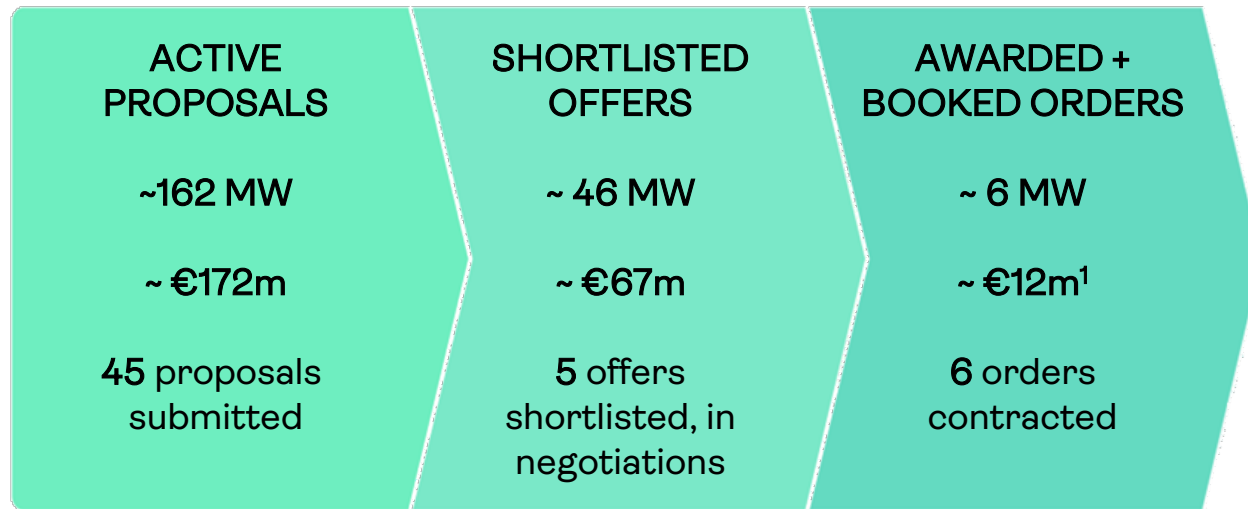 ACTIVE
PROPOSALS
~162 MW
~ €172m
45 proposals
submitted
SHORTLISTED
OFFERS
~ 46 MW
~ €67m
5 offers
shortlisted, in
negotiations
AWARDED +
BOOKED ORDERS
~ 6 MW
~ €12m¹
6 orders
contracted